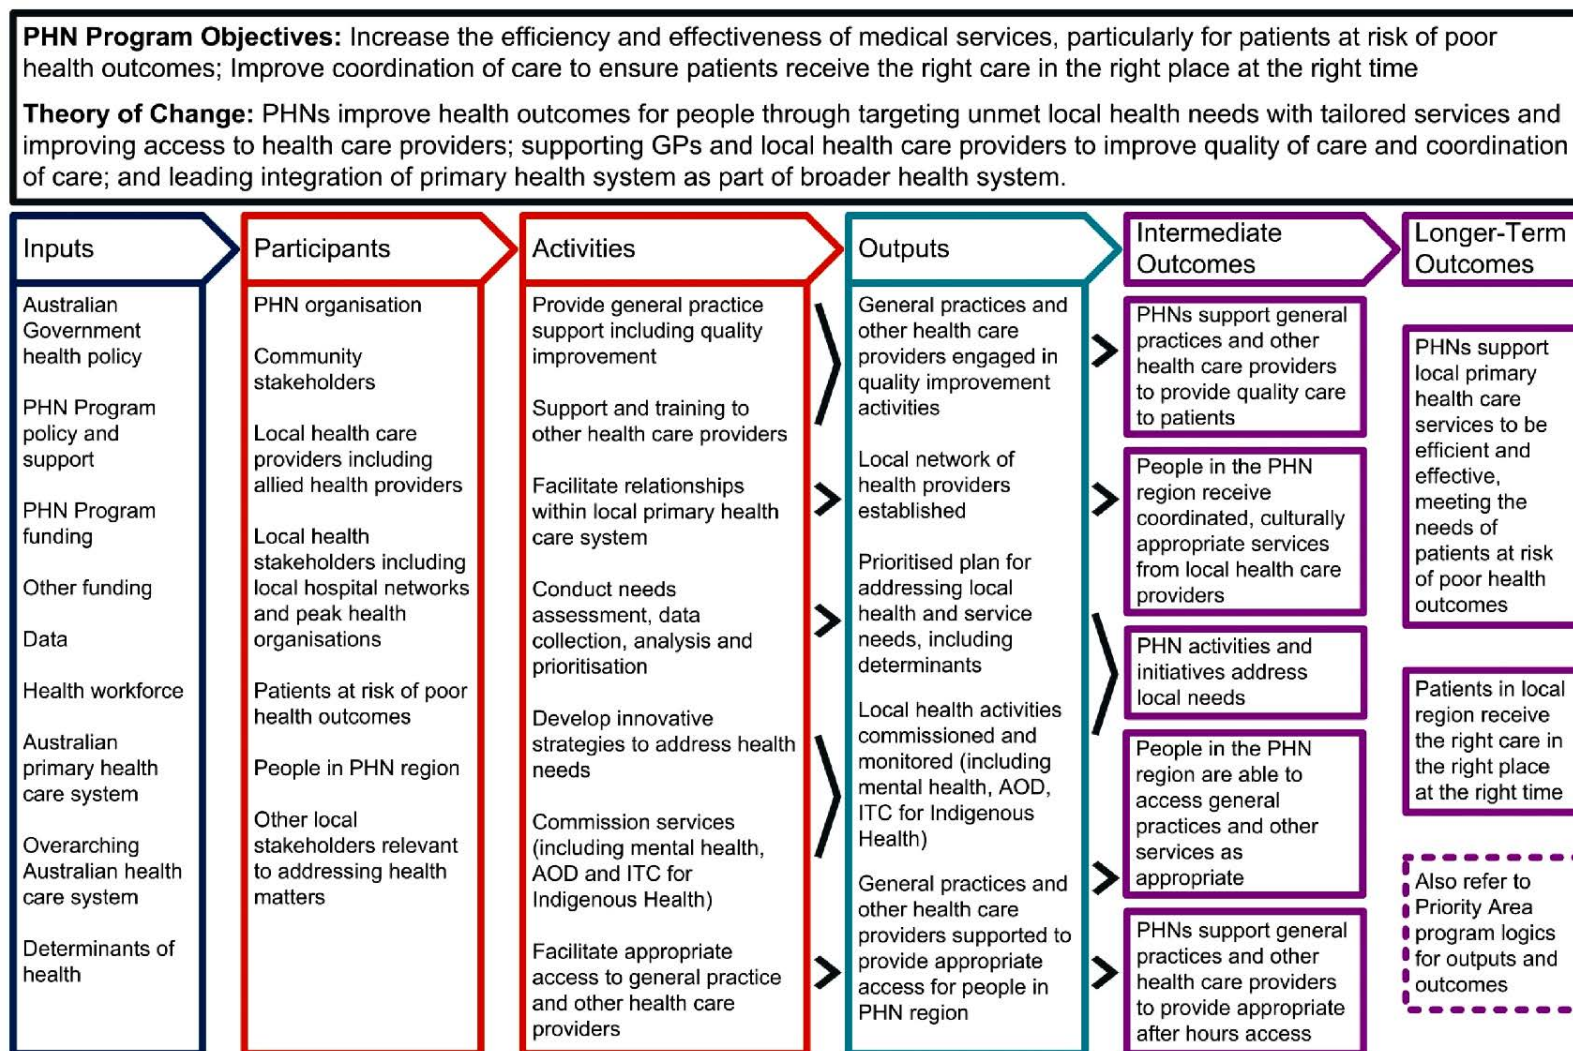 PHN Program Objectives: Increase the efficiency and effectiveness of medical services, particularly for patients at risk of poor
health outcomes; Improve coordination of care to ensure patients receive the right care in the right place at the right time
Theory of Change: PHNs improve health outcomes for people through targeting unmet local health needs with tailored services and
improving access to health care providers; supporting GPs and local health care providers to improve quality of care and coordination
of care; and leading integration of primary health system as part of broader health system.
Inputs
Australian
Government
health policy
PHN Program
policy and
support
PHN Program
funding
Other funding
Data
Health workforce
Australian
primary health
care system
Overarching
Australian health
care system
Determinants of
health
Participants
PHN organisation
Community
stakeholders
Local health care
providers including
allied health providers
Local health
stakeholders including
local hospital networks
and peak health
organisations
Patients at risk of poor
health outcomes
People in PHN region
Other local
stakeholders relevant
to addressing health
matters
Activities
Provide general practice
support including quality
improvement
Support and training to
other health care providers
Facilitate relationships
within local primary health
care system
Conduct needs
assessment, data
collection, analysis and
prioritisation
Develop innovative
strategies to address health
needs
Commission services
(including mental health,
AOD and ITC for
Indigenous Health)
Facilitate appropriate
access to general practice
and other health care
providers
Outputs
General practices and
other health care
providers engaged in
quality improvement
activities
Local network of
health providers
established
Prioritised plan for
addressing local
health and service
needs, including
determinants
Local health activities
commissioned and
monitored (including
mental health, AOD,
ITC for Indigenous
Health)
General practices and
other health care
providers supported to
provide appropriate
access for people in
PHN region
Intermediate
Outcomes
PHNs support general
practices and other
health care providers
to provide quality care
to patients
People in the PHN
region receive
coordinated, culturally
appropriate services
from local health care
providers
PHN activities and
initiatives address
local needs
People in the PHN
region are able to
access general
practices and other
services as
appropriate
PHNs support general
practices and other
health care providers
to provide appropriate
after hours access
Longer-Term
Outcomes
PHNs support
local primary
health care
services to be
efficient and
effective,
meeting the
needs of
patients at risk
of poor health
outcomes
Patients in local
region receive
the right care in
the right place
at the right time
Also refer to
Priority Area
program logics
for outputs and
outcomes